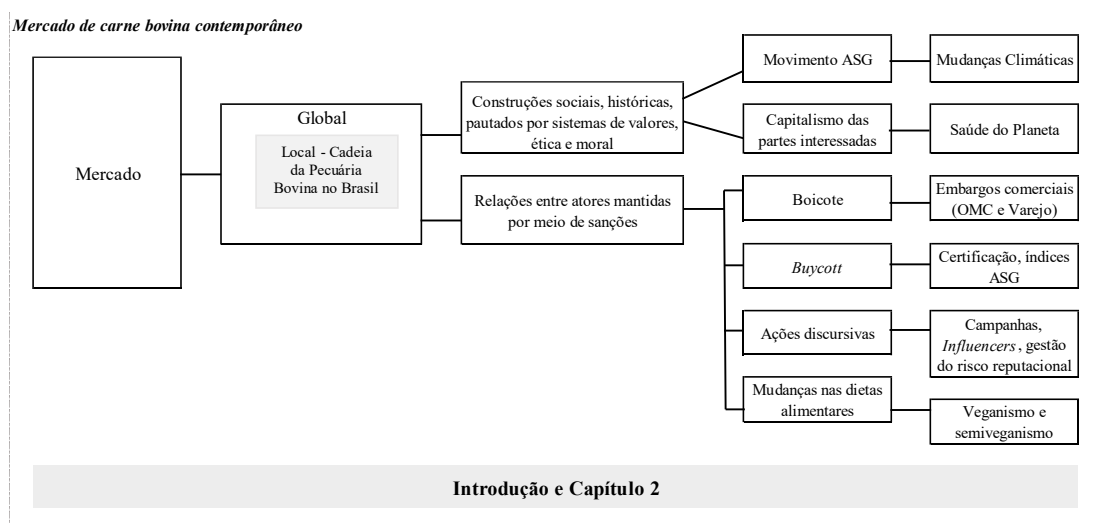 Mercado de carne bovina contemporâneo
Mercado
Global
Local - Cadeia
da Pecuária
Bovina no Brasil
Construções sociais, históricas,
pautados por sistemas de valores,
ética e moral
Relações entre atores mantidas
por meio de sanções
Movimento ASG
Mudanças Climáticas
Capitalismo das
partes interessadas
Saúde do Planeta
Boicote
Embargos comerciais
(OMC e Varejo)
Buycott
Certificação, índices
ASG
Ações discursivas
Campanhas,
Influencers, gestão
do risco reputacional
Mudanças nas dietas
alimentares
Veganismo e
semiveganismo
Introdução e Capítulo 2